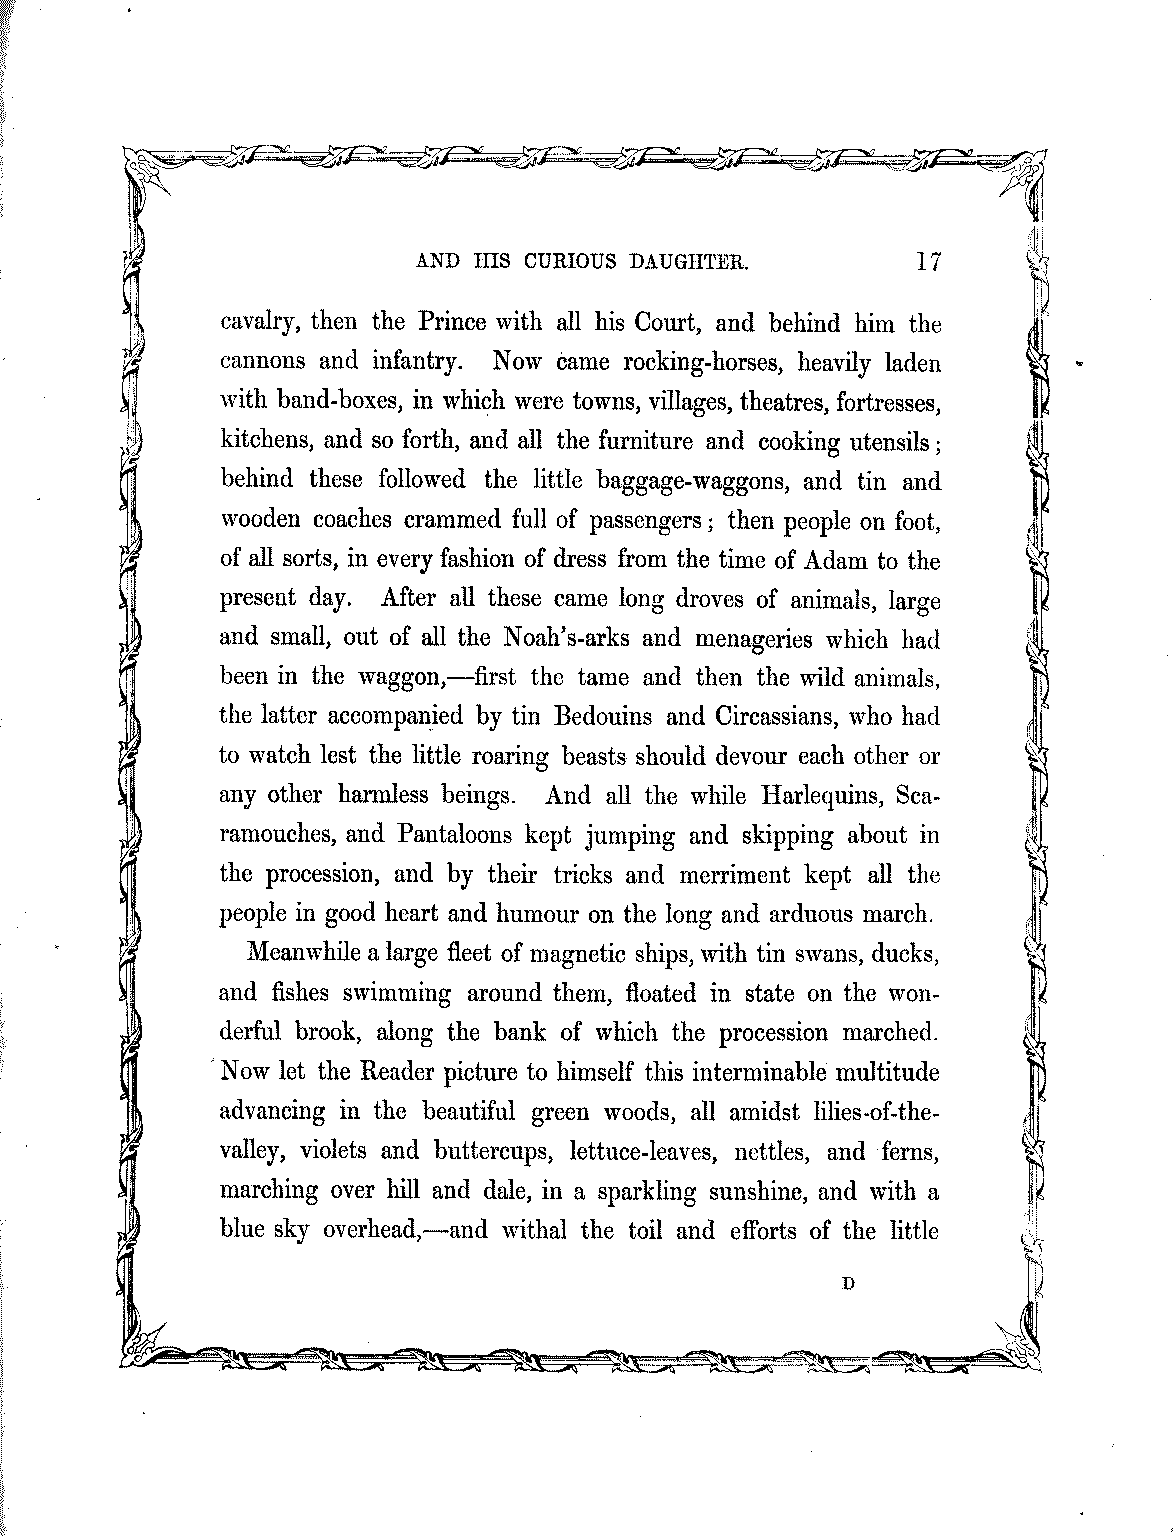 AND HIS CURIOUS DAUGHTER. 17
cavalry, then the Prince with all his Court, and behind him the
cannons and infantry. Now came rocking-horses, heavily laden
with band-boxes, in which were towns, villages, theatres, fortresses,
kitchens, and so forth, and all the furniture and cooking utensils;
behind these followed the little baggage-waggons, and tin and
wooden coaches crammed full of passengers; then people on foot,
of all sorts, in every fashion of dress from the time of Adam to the
present day. After all these came long droves of animals, large
and small, out of all the Noah's-arks and menageries which had
been in the waggon,—first the tame and then the wild animals,
the latter accompanied by tin Bedouins and Circassians, who had
to watch lest the little roaring beasts should devour each other or
any other harmless beings. And all the while Harlequins, Sca-
ramouches, and Pantaloons kept jumping and skipping about in
the procession, and by their tricks and merriment kept all the
people in good heart and humour on the long and arduous march.
Meanwhile a large fleet of magnetic ships, with tin swans, ducks,
and fishes swimming around them, floated in state on the won-
derful brook, along the bank of which the procession marched.
Now let the Reader picture to himself this interminable multitude
advancing in the beautiful green woods, all amidst lilies-of-the-
valley, violets and buttercups, lettuce-leaves, nettles, and ferns,
marching over hill and dale, in a sparkling sunshine, and with a
blue sky overhead,—and withal the toil and efforts of the little
D